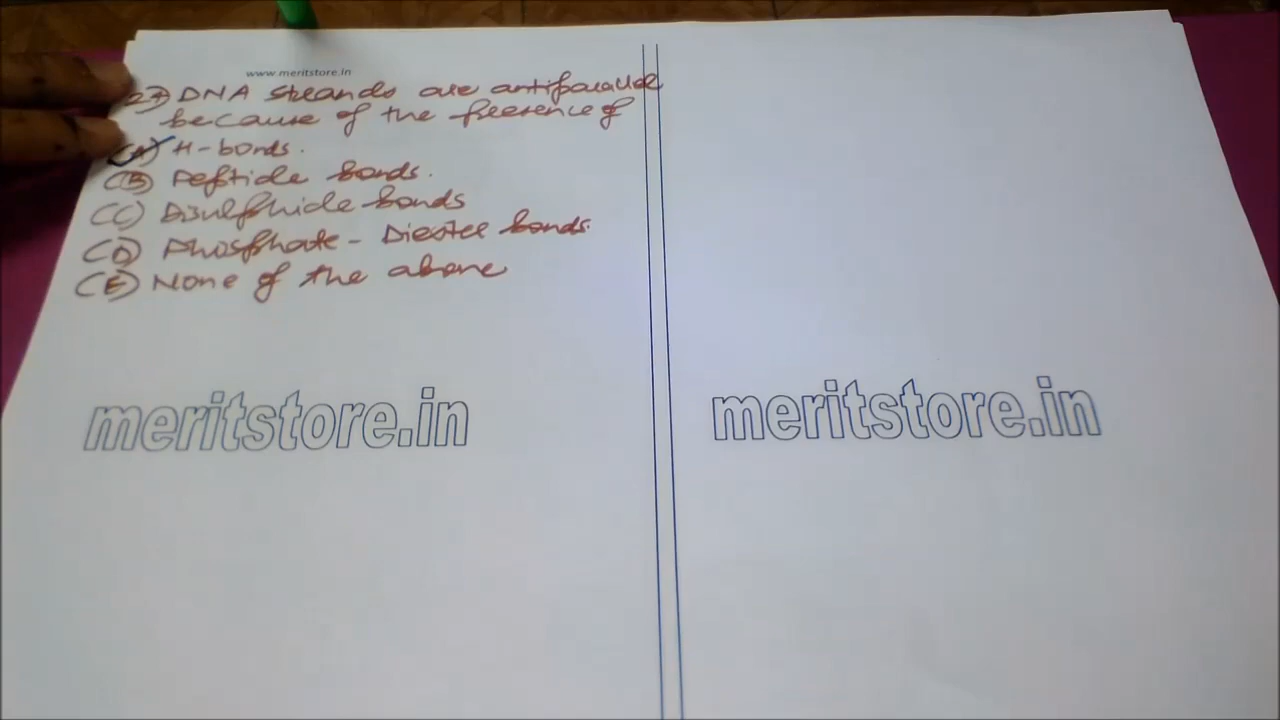 www.meritstore.in
27) DNA strands are antiparallel
because of the presence of
(A) H-bonds.
(B) Peptide bonds.
(C) Disulphide bonds
(D) Phosphate - Diester bonds.
(E) None of the above
meritstore.in meritstore.in